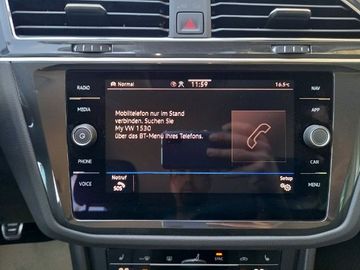 RADIO
MEDIA
PHONE
VOICE
NAV
APP
CAR
MENU
Normal
11:59
16.5°C
Mobiltelefon nur im Stand
verbinden. Suchen Sie
My VW 1530
über das BT-Menü Ihres Telefons.
Notruf
SOS
Setup
SYNC